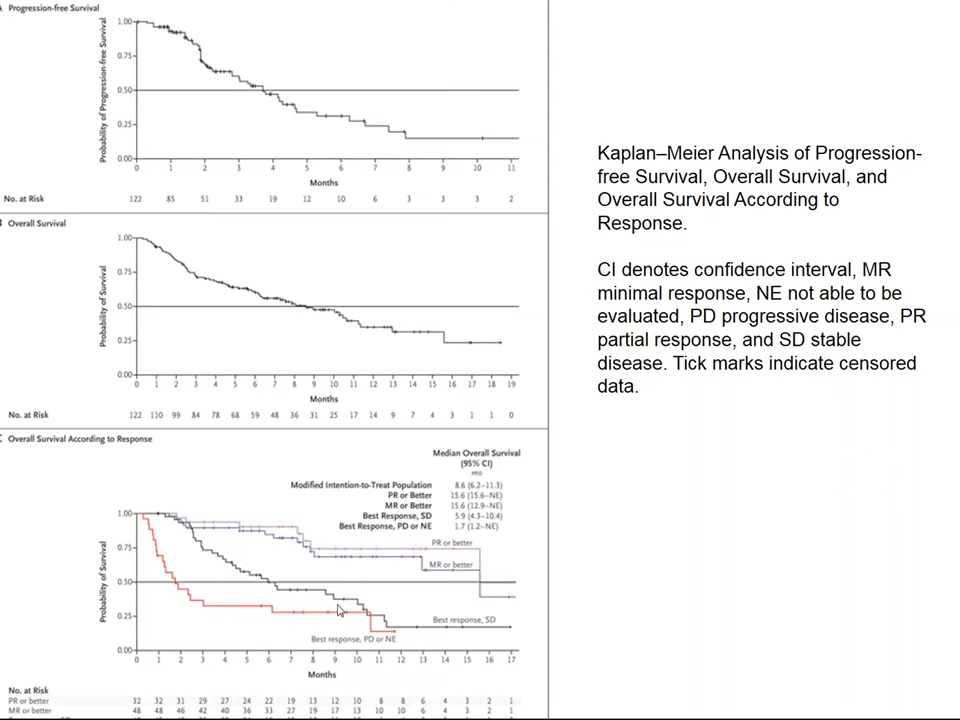 Progression-free Survival
Probability of Progression-free Survival
1.00
0.75
0.50
0.25
0.00
0 1 2 3 4 5 6 7 8 9 10 11
Months
No. at Risk 122 85 51 33 19 12 10 6 3 3 3 2
Overall Survival
Probability of Survival
1.00
0.75
0.50
0.25
0.00
0 1 2 3 4 5 6 7 8 9 10 11 12 13 14 15 16 17 18 19
Months
No. at Risk 122 110 99 84 78 68 59 48 36 31 25 17 14 9 7 4 3 1 1 0
C Overall Survival According to Response
Median Overall Survival
(95% CI)
mo
Modified Intention-to-Treat Population 8.6 (6.2–11.3)
PR or Better 15.6 (15.6–NE)
MR or Better 15.6 (12.9–NE)
Best Response, SD 5.9 (4.3–10.4)
Best Response, PD or NE 1.7 (1.2–NE)
Probability of Survival
1.00
0.75
0.50
0.25
0.00
PR or better
MR or better
Best response, SD
Best response, PD or NE
0 1 2 3 4 5 6 7 8 9 10 11 12 13 14 15 16 17
Months
No. at Risk
PR or better 32 32 31 29 27 24 22 19 13 12 10 8 8 6 4 3 2 1
MR or better 48 48 46 42 40 36 33 27 19 17 13 10 10 6 4 3 2 1
Kaplan–Meier Analysis of Progression-
free Survival, Overall Survival, and
Overall Survival According to
Response.
CI denotes confidence interval, MR
minimal response, NE not able to be
evaluated, PD progressive disease, PR
partial response, and SD stable
disease. Tick marks indicate censored
data.